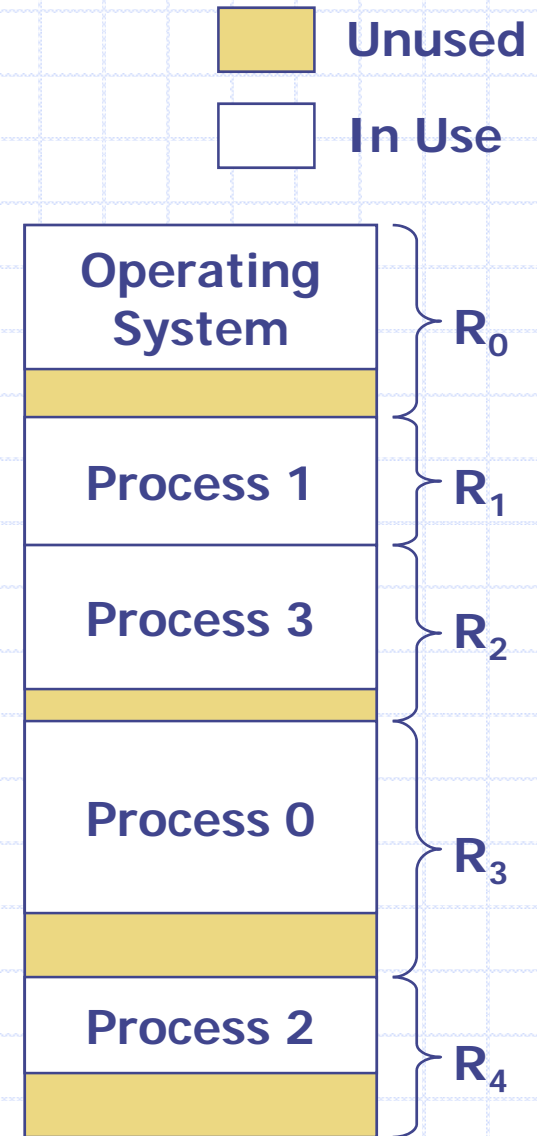 Unused
In Use
Operating
System
R₀
Process 1
R₁
Process 3
R₂
Process 0
R₃
Process 2
R₄